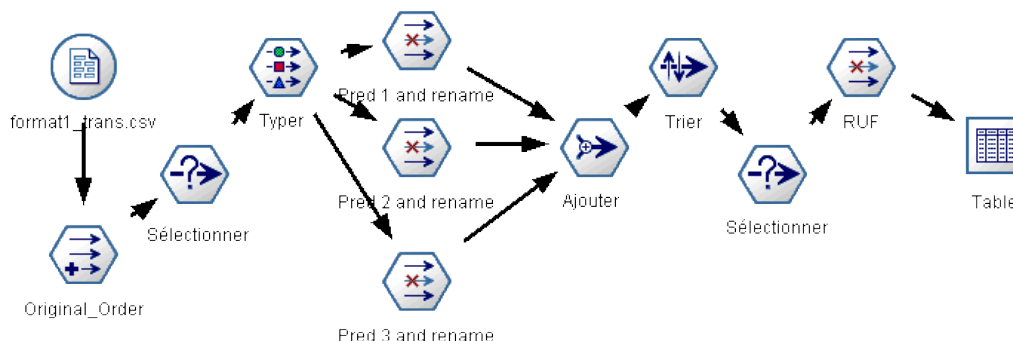 format1_trans.csv
Original_Order
Sélectionner
Typer
Pred 1 and rename
Pred 2 and rename
Pred 3 and rename
Ajouter
Trier
Sélectionner
RUF
Table